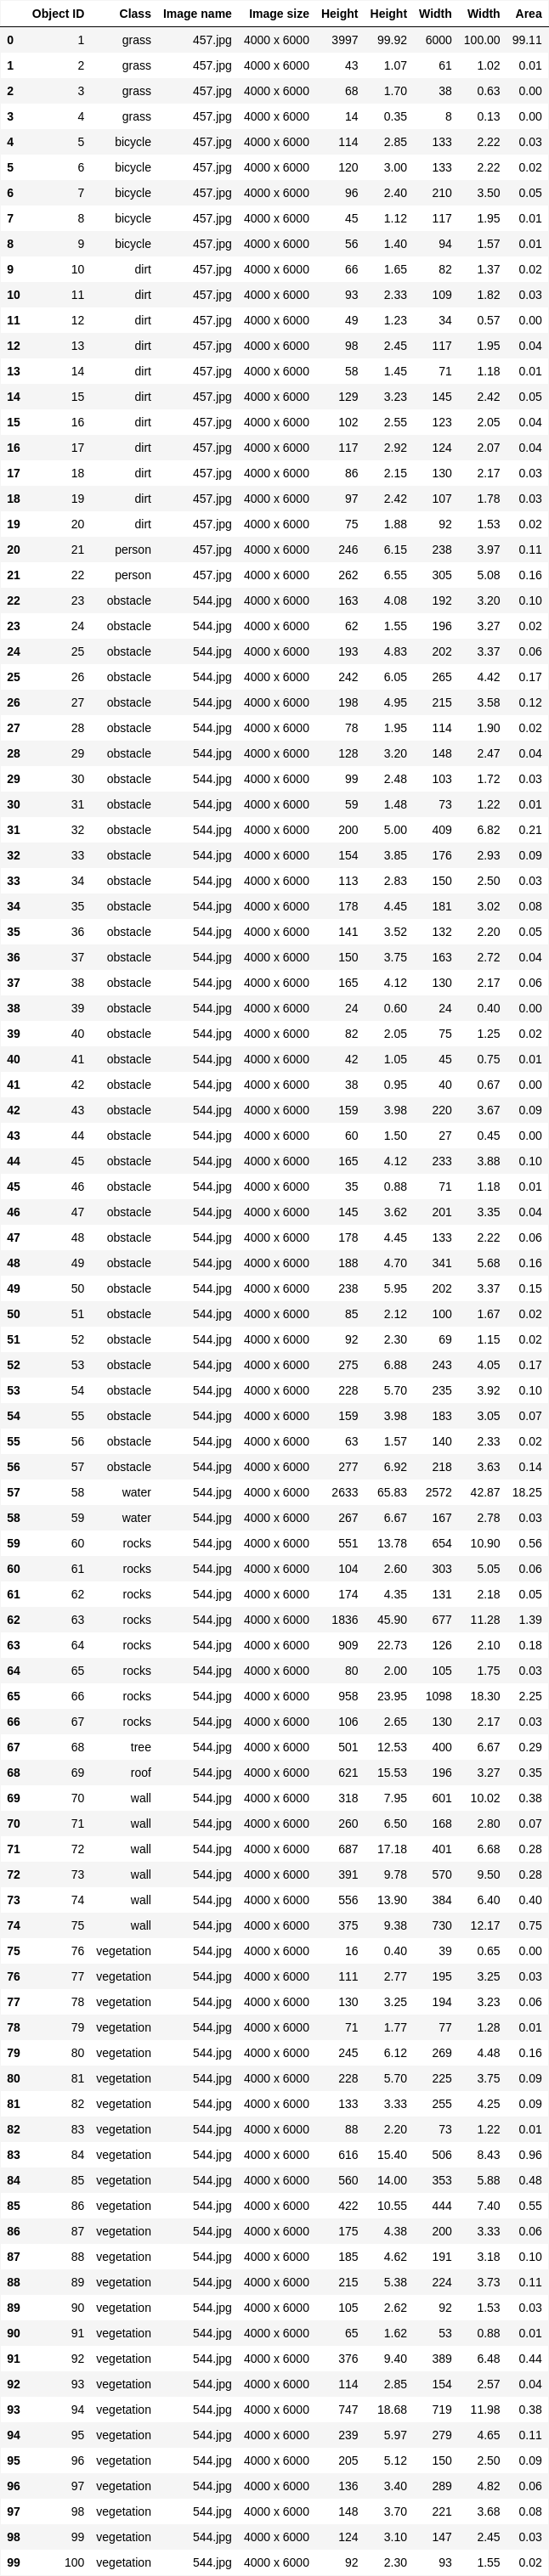 Object ID Class Image name Image size Height Height Width Width Area
0 1 grass 457.jpg 4000 x 6000 3997 99.92 6000 100.00 99.11
1 2 grass 457.jpg 4000 x 6000 43 1.07 61 1.02 0.01
2 3 grass 457.jpg 4000 x 6000 68 1.70 38 0.63 0.00
3 4 grass 457.jpg 4000 x 6000 14 0.35 8 0.13 0.00
4 5 bicycle 457.jpg 4000 x 6000 114 2.85 133 2.22 0.03
5 6 bicycle 457.jpg 4000 x 6000 120 3.00 133 2.22 0.02
6 7 bicycle 457.jpg 4000 x 6000 96 2.40 210 3.50 0.05
7 8 bicycle 457.jpg 4000 x 6000 45 1.12 117 1.95 0.01
8 9 bicycle 457.jpg 4000 x 6000 56 1.40 94 1.57 0.01
9 10 dirt 457.jpg 4000 x 6000 66 1.65 82 1.37 0.02
10 11 dirt 457.jpg 4000 x 6000 93 2.33 109 1.82 0.03
11 12 dirt 457.jpg 4000 x 6000 49 1.23 34 0.57 0.00
12 13 dirt 457.jpg 4000 x 6000 98 2.45 117 1.95 0.04
13 14 dirt 457.jpg 4000 x 6000 58 1.45 71 1.18 0.01
14 15 dirt 457.jpg 4000 x 6000 129 3.23 145 2.42 0.05
15 16 dirt 457.jpg 4000 x 6000 102 2.55 123 2.05 0.04
16 17 dirt 457.jpg 4000 x 6000 117 2.92 124 2.07 0.04
17 18 dirt 457.jpg 4000 x 6000 86 2.15 130 2.17 0.03
18 19 dirt 457.jpg 4000 x 6000 97 2.42 107 1.78 0.03
19 20 dirt 457.jpg 4000 x 6000 75 1.88 92 1.53 0.02
20 21 person 457.jpg 4000 x 6000 246 6.15 238 3.97 0.11
21 22 person 457.jpg 4000 x 6000 262 6.55 305 5.08 0.16
22 23 obstacle 544.jpg 4000 x 6000 163 4.08 192 3.20 0.10
23 24 obstacle 544.jpg 4000 x 6000 62 1.55 196 3.27 0.02
24 25 obstacle 544.jpg 4000 x 6000 193 4.83 202 3.37 0.06
25 26 obstacle 544.jpg 4000 x 6000 242 6.05 265 4.42 0.17
26 27 obstacle 544.jpg 4000 x 6000 198 4.95 215 3.58 0.12
27 28 obstacle 544.jpg 4000 x 6000 78 1.95 114 1.90 0.02
28 29 obstacle 544.jpg 4000 x 6000 128 3.20 148 2.47 0.04
29 30 obstacle 544.jpg 4000 x 6000 99 2.48 103 1.72 0.03
30 31 obstacle 544.jpg 4000 x 6000 59 1.48 73 1.22 0.01
31 32 obstacle 544.jpg 4000 x 6000 200 5.00 409 6.82 0.21
32 33 obstacle 544.jpg 4000 x 6000 154 3.85 176 2.93 0.09
33 34 obstacle 544.jpg 4000 x 6000 113 2.83 150 2.50 0.03
34 35 obstacle 544.jpg 4000 x 6000 178 4.45 181 3.02 0.08
35 36 obstacle 544.jpg 4000 x 6000 141 3.52 132 2.20 0.05
36 37 obstacle 544.jpg 4000 x 6000 150 3.75 163 2.72 0.04
37 38 obstacle 544.jpg 4000 x 6000 165 4.12 130 2.17 0.06
38 39 obstacle 544.jpg 4000 x 6000 24 0.60 24 0.40 0.00
39 40 obstacle 544.jpg 4000 x 6000 82 2.05 75 1.25 0.02
40 41 obstacle 544.jpg 4000 x 6000 42 1.05 45 0.75 0.01
41 42 obstacle 544.jpg 4000 x 6000 38 0.95 40 0.67 0.00
42 43 obstacle 544.jpg 4000 x 6000 159 3.98 220 3.67 0.09
43 44 obstacle 544.jpg 4000 x 6000 60 1.50 27 0.45 0.00
44 45 obstacle 544.jpg 4000 x 6000 165 4.12 233 3.88 0.10
45 46 obstacle 544.jpg 4000 x 6000 35 0.88 71 1.18 0.01
46 47 obstacle 544.jpg 4000 x 6000 145 3.62 201 3.35 0.04
47 48 obstacle 544.jpg 4000 x 6000 178 4.45 133 2.22 0.06
48 49 obstacle 544.jpg 4000 x 6000 188 4.70 341 5.68 0.16
49 50 obstacle 544.jpg 4000 x 6000 238 5.95 202 3.37 0.15
50 51 obstacle 544.jpg 4000 x 6000 85 2.12 100 1.67 0.02
51 52 obstacle 544.jpg 4000 x 6000 92 2.30 69 1.15 0.02
52 53 obstacle 544.jpg 4000 x 6000 275 6.88 243 4.05 0.17
53 54 obstacle 544.jpg 4000 x 6000 228 5.70 235 3.92 0.10
54 55 obstacle 544.jpg 4000 x 6000 159 3.98 183 3.05 0.07
55 56 obstacle 544.jpg 4000 x 6000 63 1.57 140 2.33 0.02
56 57 obstacle 544.jpg 4000 x 6000 277 6.92 218 3.63 0.14
57 58 water 544.jpg 4000 x 6000 2633 65.83 2572 42.87 18.25
58 59 water 544.jpg 4000 x 6000 267 6.67 167 2.78 0.03
59 60 rocks 544.jpg 4000 x 6000 551 13.78 654 10.90 0.56
60 61 rocks 544.jpg 4000 x 6000 104 2.60 303 5.05 0.06
61 62 rocks 544.jpg 4000 x 6000 174 4.35 131 2.18 0.05
62 63 rocks 544.jpg 4000 x 6000 1836 45.90 677 11.28 1.39
63 64 rocks 544.jpg 4000 x 6000 909 22.73 126 2.10 0.18
64 65 rocks 544.jpg 4000 x 6000 80 2.00 105 1.75 0.03
65 66 rocks 544.jpg 4000 x 6000 958 23.95 1098 18.30 2.25
66 67 rocks 544.jpg 4000 x 6000 106 2.65 130 2.17 0.03
67 68 tree 544.jpg 4000 x 6000 501 12.53 400 6.67 0.29
68 69 roof 544.jpg 4000 x 6000 621 15.53 196 3.27 0.35
69 70 wall 544.jpg 4000 x 6000 318 7.95 601 10.02 0.38
70 71 wall 544.jpg 4000 x 6000 260 6.50 168 2.80 0.07
71 72 wall 544.jpg 4000 x 6000 687 17.18 401 6.68 0.28
72 73 wall 544.jpg 4000 x 6000 391 9.78 570 9.50 0.28
73 74 wall 544.jpg 4000 x 6000 556 13.90 384 6.40 0.40
74 75 wall 544.jpg 4000 x 6000 375 9.38 730 12.17 0.75
75 76 vegetation 544.jpg 4000 x 6000 16 0.40 39 0.65 0.00
76 77 vegetation 544.jpg 4000 x 6000 111 2.77 195 3.25 0.03
77 78 vegetation 544.jpg 4000 x 6000 130 3.25 194 3.23 0.06
78 79 vegetation 544.jpg 4000 x 6000 71 1.77 77 1.28 0.01
79 80 vegetation 544.jpg 4000 x 6000 245 6.12 269 4.48 0.16
80 81 vegetation 544.jpg 4000 x 6000 228 5.70 225 3.75 0.09
81 82 vegetation 544.jpg 4000 x 6000 133 3.33 255 4.25 0.09
82 83 vegetation 544.jpg 4000 x 6000 88 2.20 73 1.22 0.01
83 84 vegetation 544.jpg 4000 x 6000 616 15.40 506 8.43 0.96
84 85 vegetation 544.jpg 4000 x 6000 560 14.00 353 5.88 0.48
85 86 vegetation 544.jpg 4000 x 6000 422 10.55 444 7.40 0.55
86 87 vegetation 544.jpg 4000 x 6000 175 4.38 200 3.33 0.06
87 88 vegetation 544.jpg 4000 x 6000 185 4.62 191 3.18 0.10
88 89 vegetation 544.jpg 4000 x 6000 215 5.38 224 3.73 0.11
89 90 vegetation 544.jpg 4000 x 6000 105 2.62 92 1.53 0.03
90 91 vegetation 544.jpg 4000 x 6000 65 1.62 53 0.88 0.01
91 92 vegetation 544.jpg 4000 x 6000 376 9.40 389 6.48 0.44
92 93 vegetation 544.jpg 4000 x 6000 114 2.85 154 2.57 0.04
93 94 vegetation 544.jpg 4000 x 6000 747 18.68 719 11.98 0.38
94 95 vegetation 544.jpg 4000 x 6000 239 5.97 279 4.65 0.11
95 96 vegetation 544.jpg 4000 x 6000 205 5.12 150 2.50 0.09
96 97 vegetation 544.jpg 4000 x 6000 136 3.40 289 4.82 0.06
97 98 vegetation 544.jpg 4000 x 6000 148 3.70 221 3.68 0.08
98 99 vegetation 544.jpg 4000 x 6000 124 3.10 147 2.45 0.03
99 100 vegetation 544.jpg 4000 x 6000 92 2.30 93 1.55 0.02